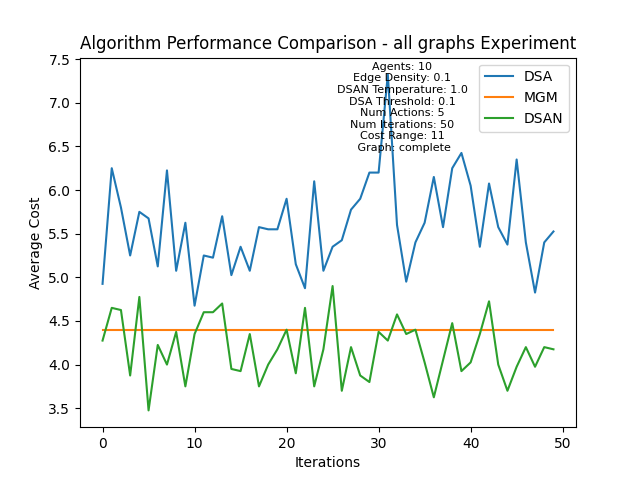 Algorithm Performance Comparison - all graphs Experiment
Agents: 10
Edge Density: 0.1
DSAN Temperature: 1.0
DSA Threshold: 0.1
Num Actions: 5
Num Iterations: 50
Cost Range: 11
Graph: complete
DSA
MGM
DSAN
Average Cost
7.5
7.0
6.5
6.0
5.5
5.0
4.5
4.0
3.5
0
10
20
30
40
50
Iterations